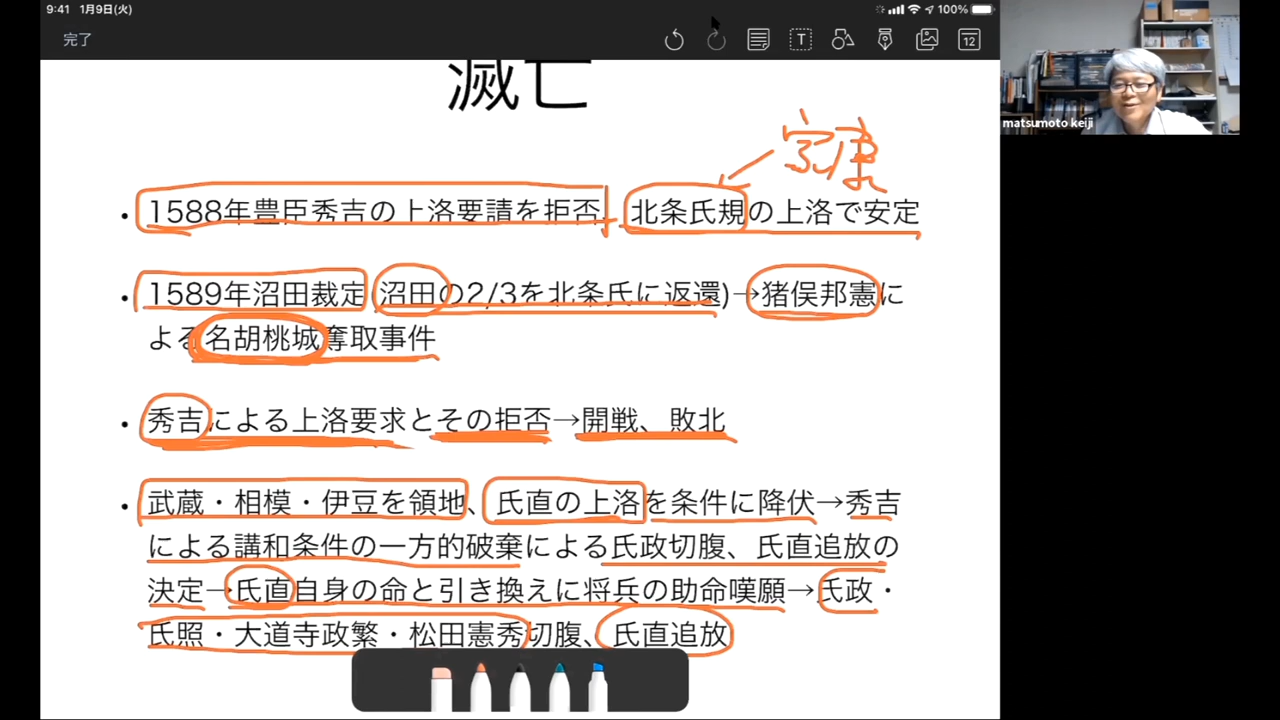 9:41 1月9日(火)
100%
完了
T
12
滅亡
家康
matsumoto keiji
・1588年豊臣秀吉の上洛要請を拒否、北条氏規の上洛で安定
・1589年沼田裁定(沼田の2/3を北条氏に返還)→猪俣邦憲に
よる名胡桃城奪取事件
・秀吉による上洛要求とその拒否→開戦、敗北
・武蔵・相模・伊豆を領地、氏直の上洛を条件に降伏→秀吉
による講和条件の一方的破棄による氏政切腹、氏直追放の
決定→氏直自身の命と引き換えに将兵の助命嘆願→氏政・
氏照・大道寺政繁・松田憲秀切腹、氏直追放